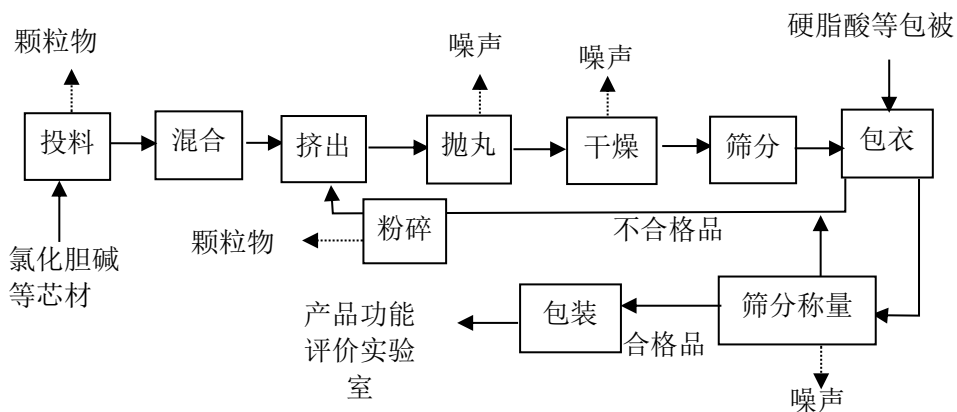 硬脂酸等包被
颗粒物
噪声
噪声
投料
混合
挤出
抛丸
干燥
筛分
包衣
粉碎
不合格品
颗粒物
氯化胆碱
等芯材
产品功能
评价实验
室
包装
合格品
筛分称量
噪声